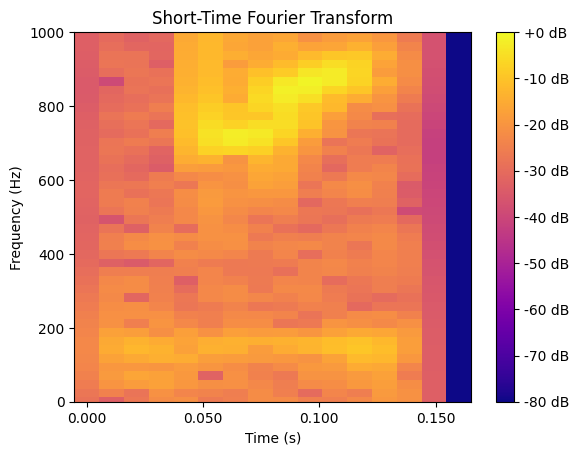 Short-Time Fourier Transform
1000
800
600
400
200
0
Frequency (Hz)
0.000
0.050
0.100
0.150
Time (s)
+0 dB
-10 dB
-20 dB
-30 dB
-40 dB
-50 dB
-60 dB
-70 dB
-80 dB